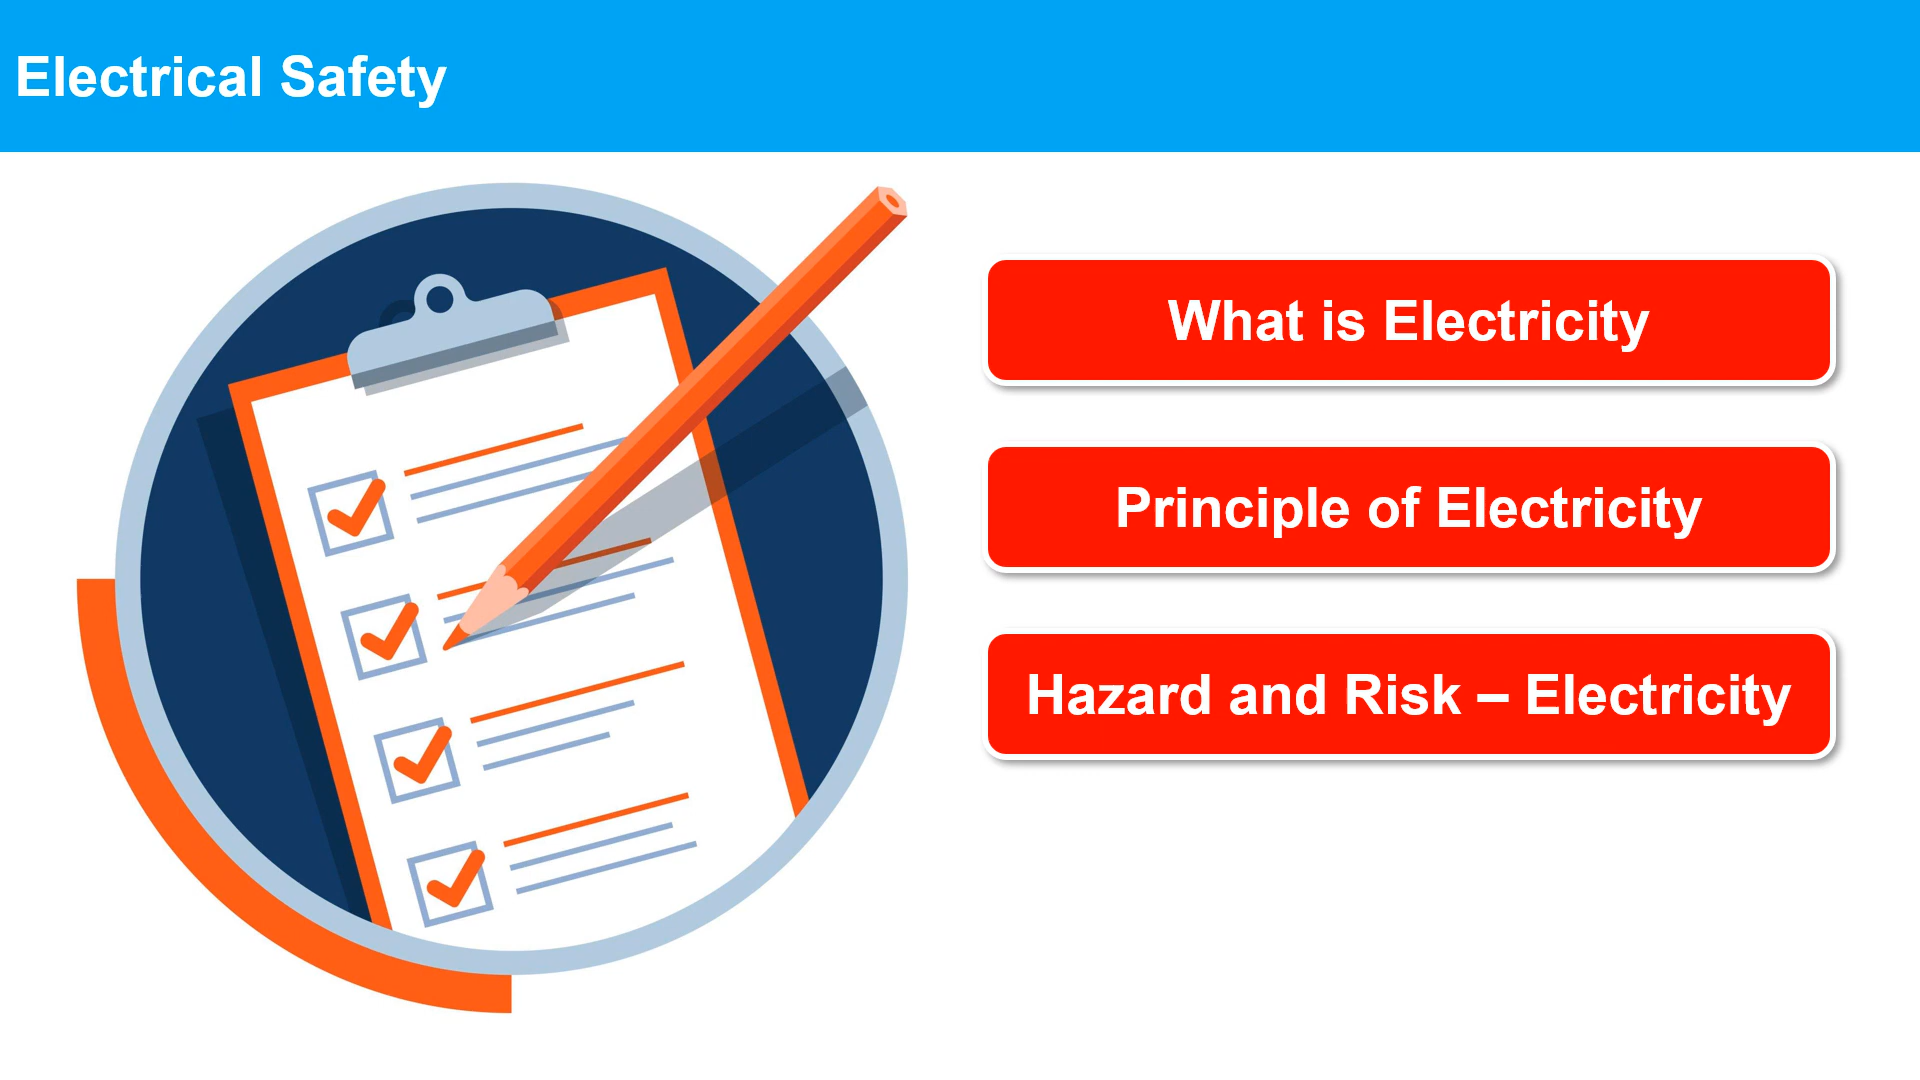 Electrical Safety
What is Electricity
Principle of Electricity
Hazard and Risk – Electricity